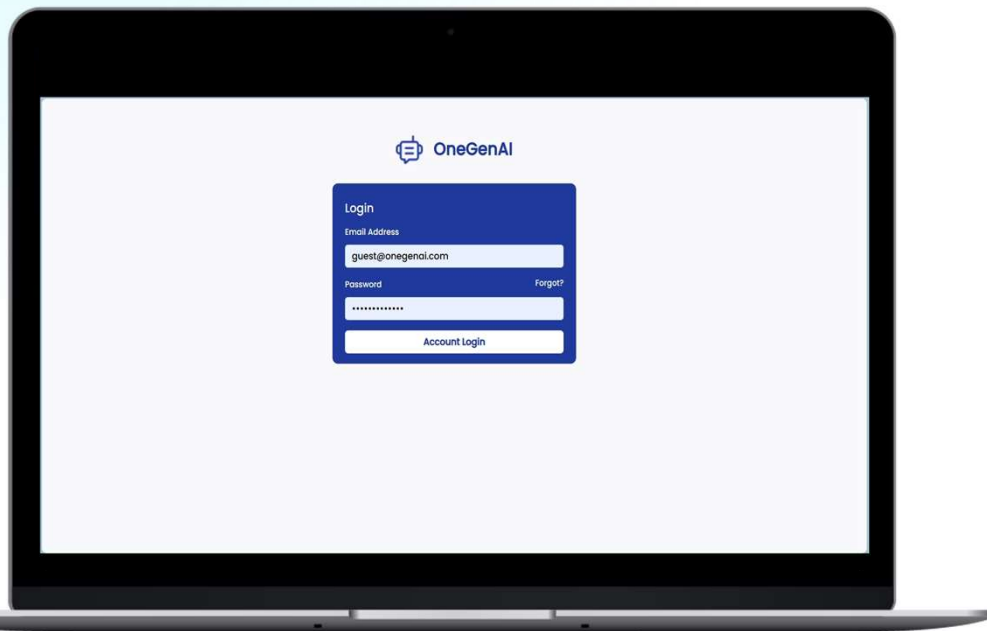 OneGenAI
Login
Email Address
guest@onegenai.com
Password Forgot?
•••••••••••••
Account Login